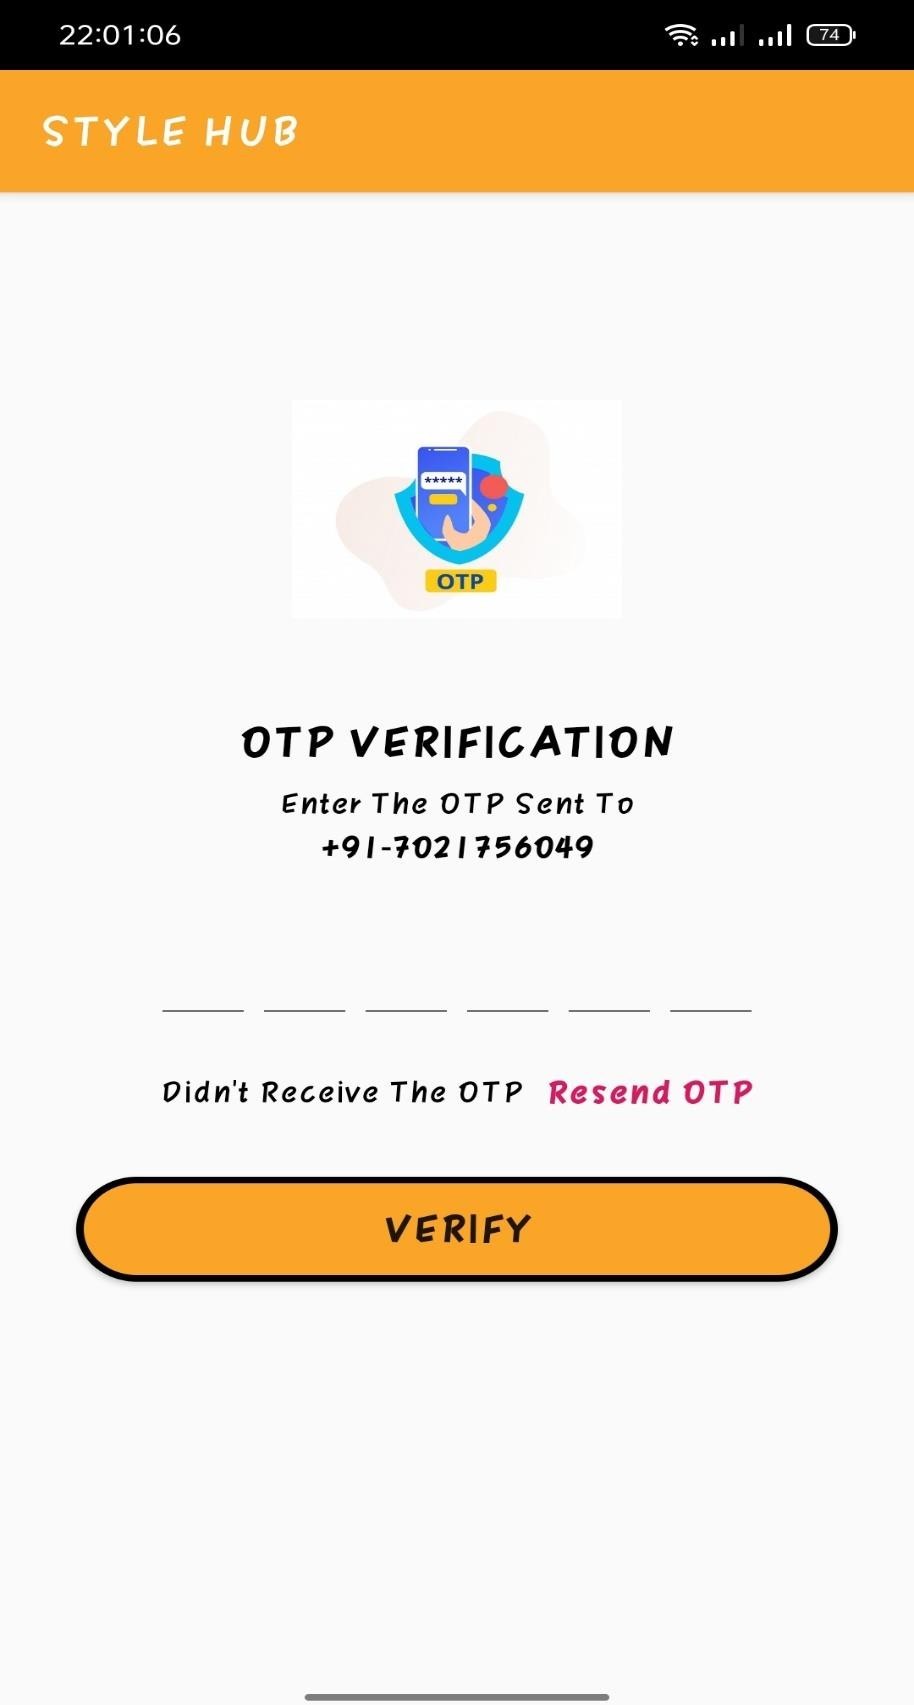 22:01:06
74
STYLE HUB
*****
OTP
OTP VERIFICATION
Enter The OTP Sent To
+91-7021756049
Didn't Receive The OTP Resend OTP
VERIFY